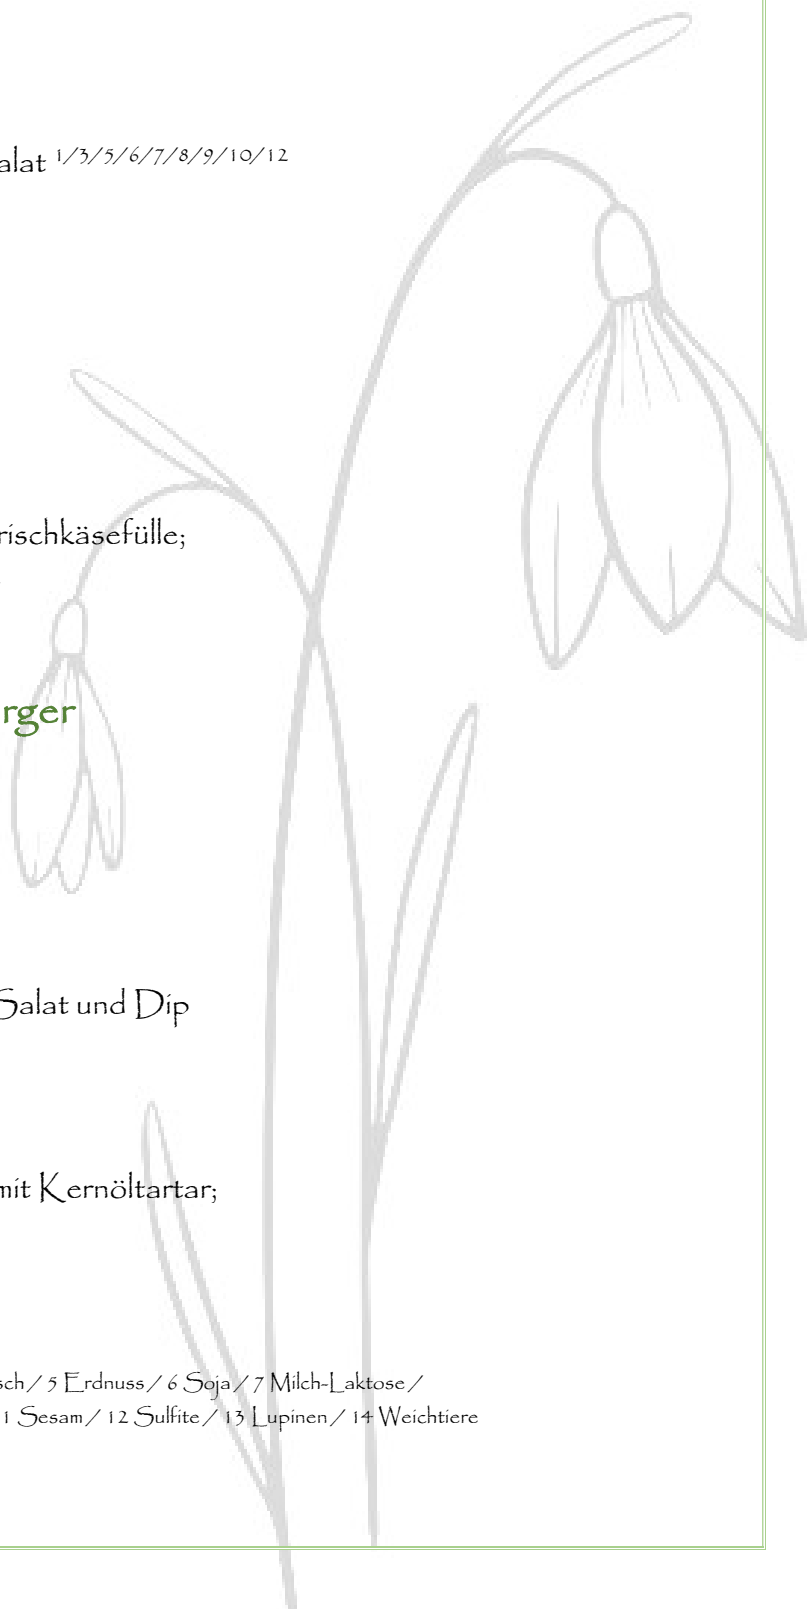 alat 1/3/5/6/7/8/9/10/12
rischkäsefülle;
rger
Salat und Dip
mit Kernöltartar;
sch / 5 Erdnuss / 6 Soja / 7 Milch-Laktose /
1 Sesam / 12 Sulfite / 13 Lupinen / 14 Weichtiere